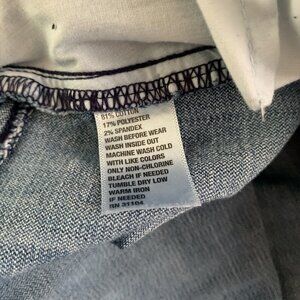 81% COTTON
17% POLYESTER
2% SPANDEX
WASH BEFORE WEAR
WASH INSIDE OUT
MACHINE WASH COLD
WITH LIKE COLORS
ONLY NON-CHLORINE
BLEACH IF NEEDED
TUMBLE DRY LOW
WARM IRON
IF NEEDED
RN 31104